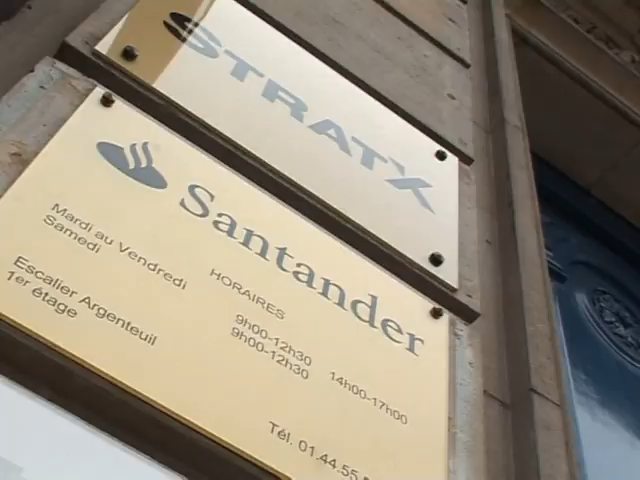 STRATX
Santander
HORAIRES
Mardi au Vendredi 9h00-12h30 14h00-17h00
Samedi 9h00-12h30
Escalier Argenteuil
1er étage
Tél. 01.44.55.